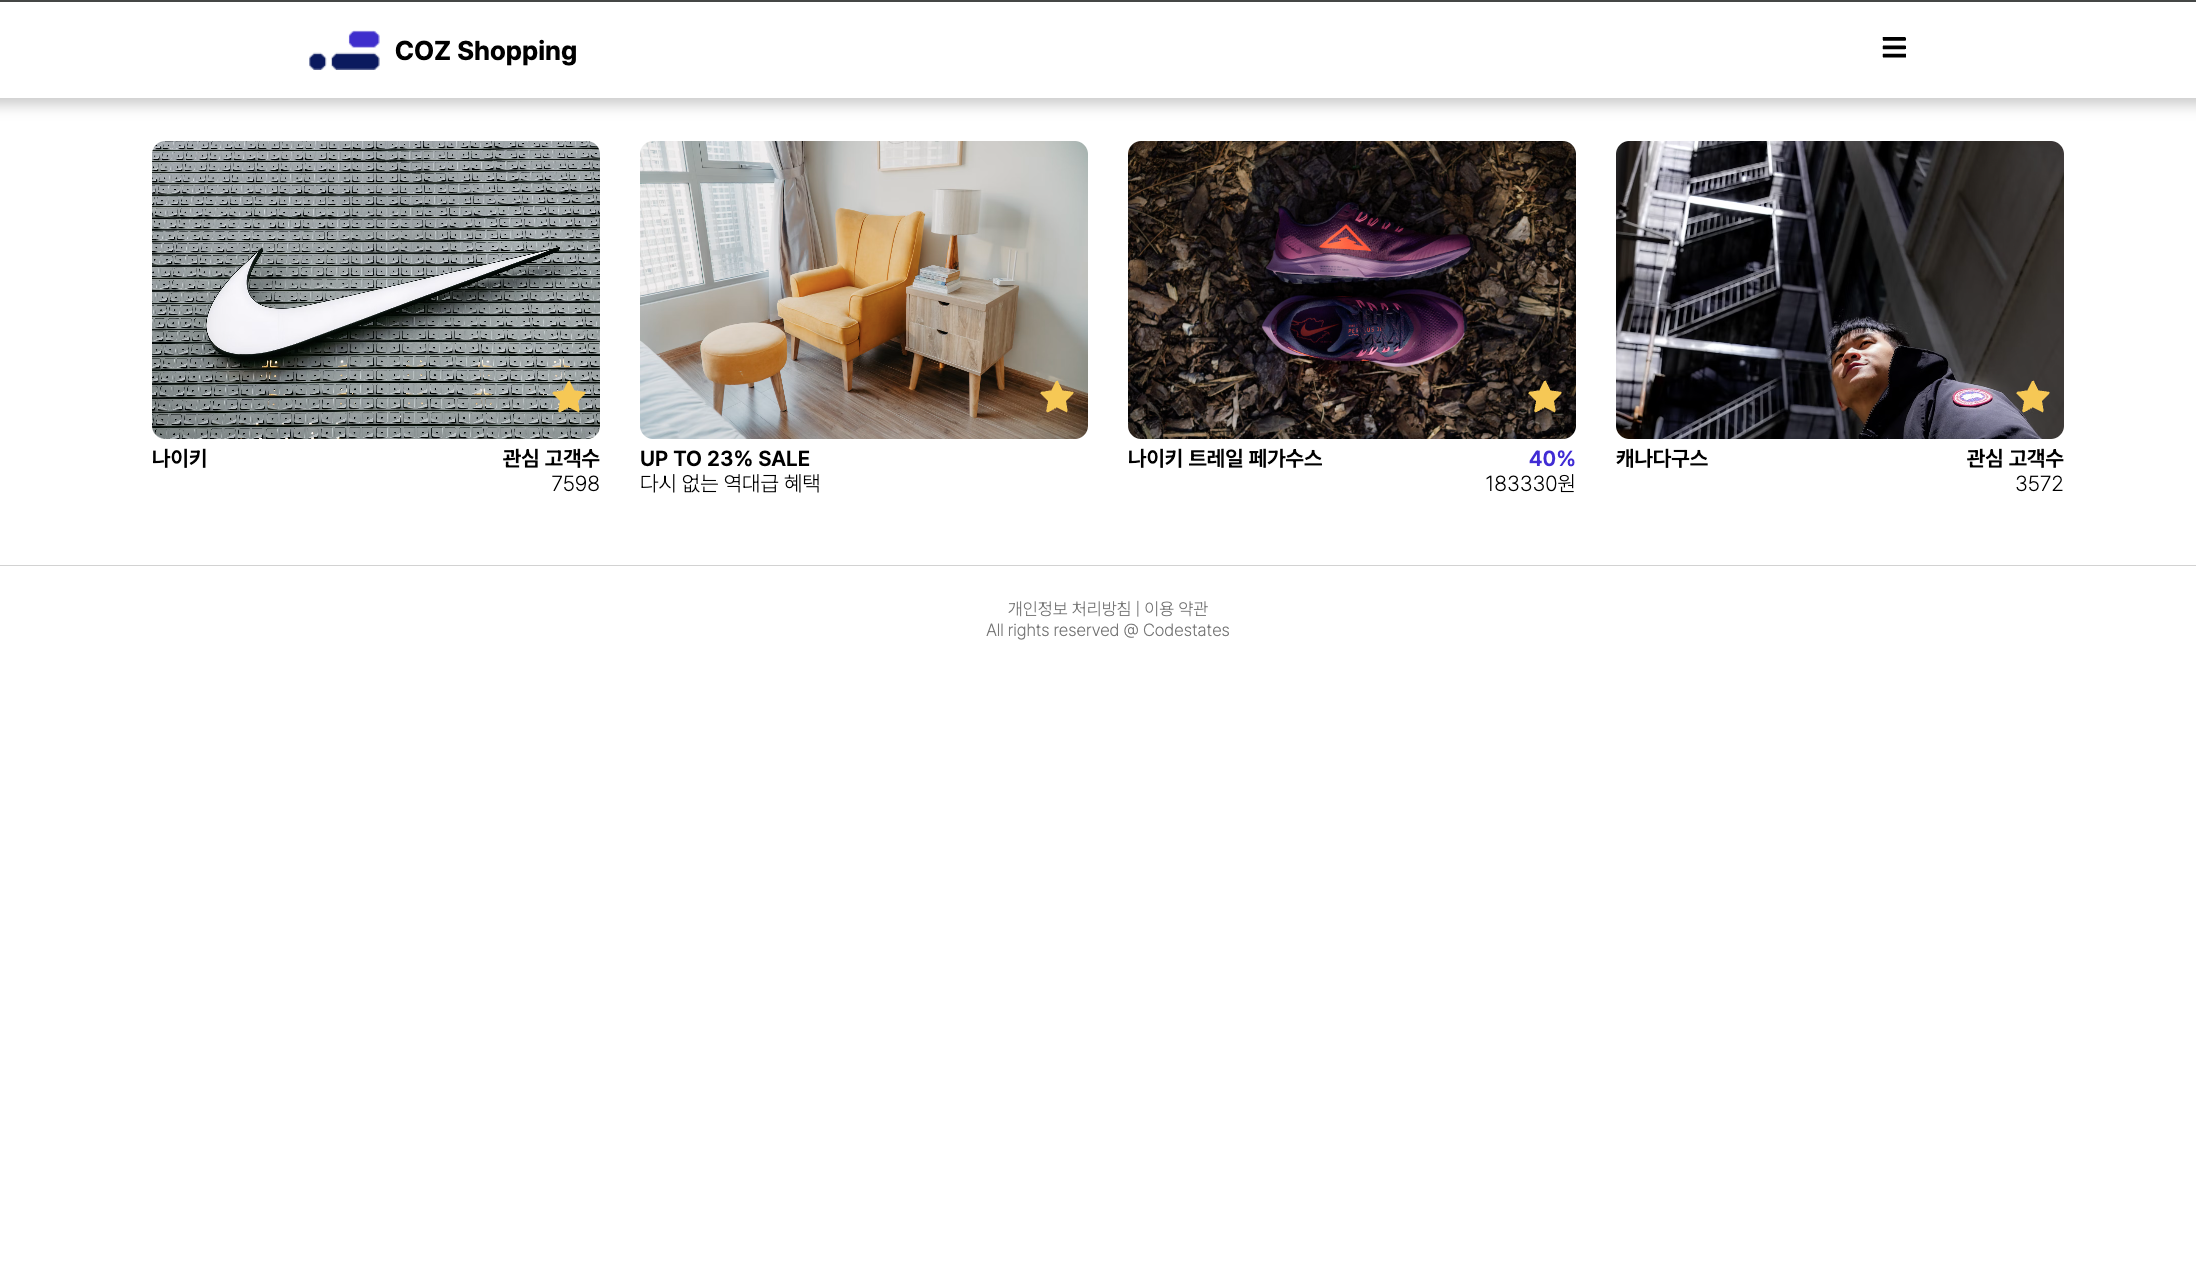 COZ Shopping
나이키
관심 고객수
7598
UP TO 23% SALE
다시 없는 역대급 혜택
나이키 트레일 페가수스
40%
183330원
캐나다구스
관심 고객수
3572
개인정보 처리방침 | 이용 약관
All rights reserved @ Codestates